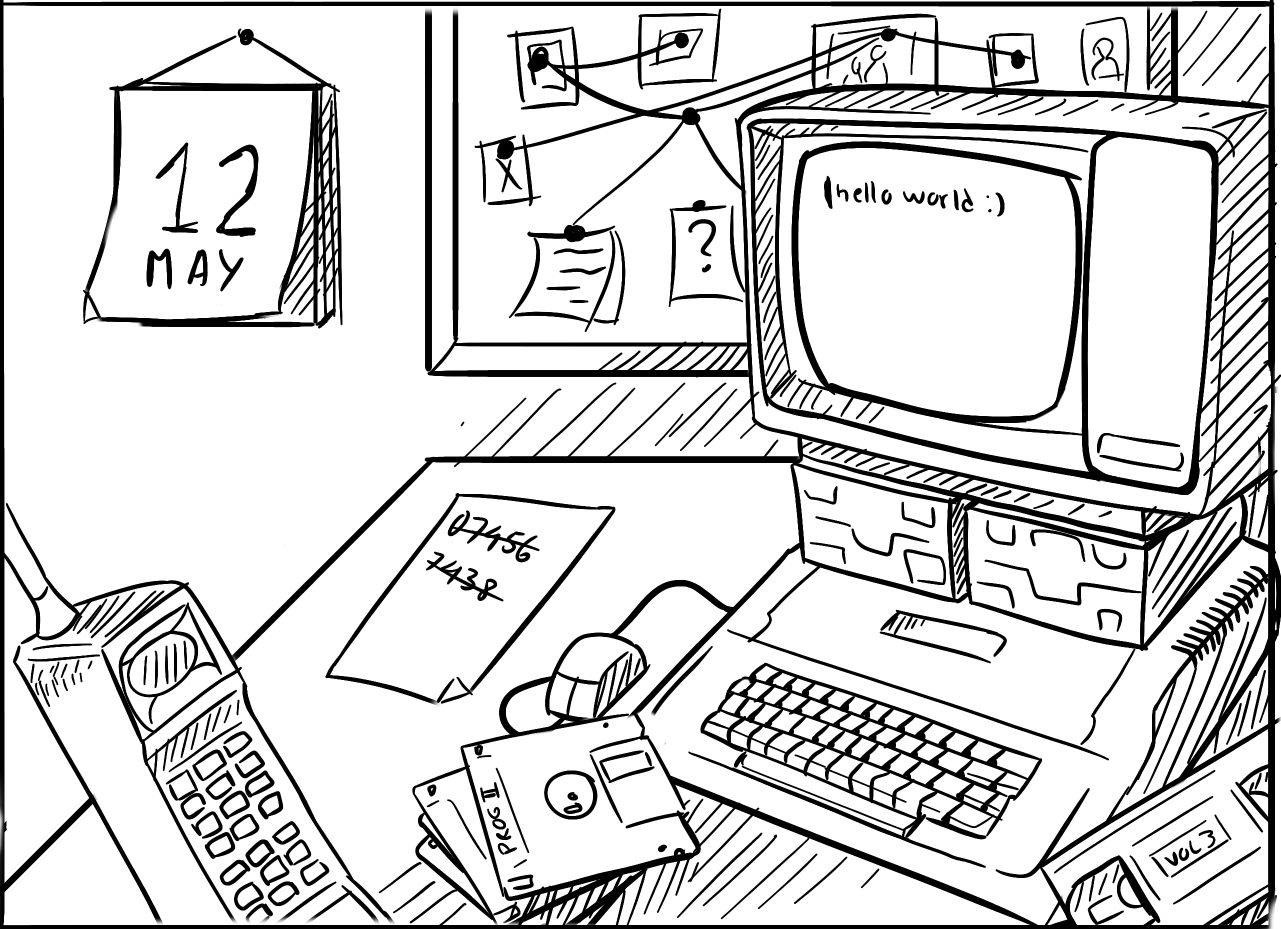 12
MAY
X
?
hello world :)
07456
7438
PROG II
VOL 3